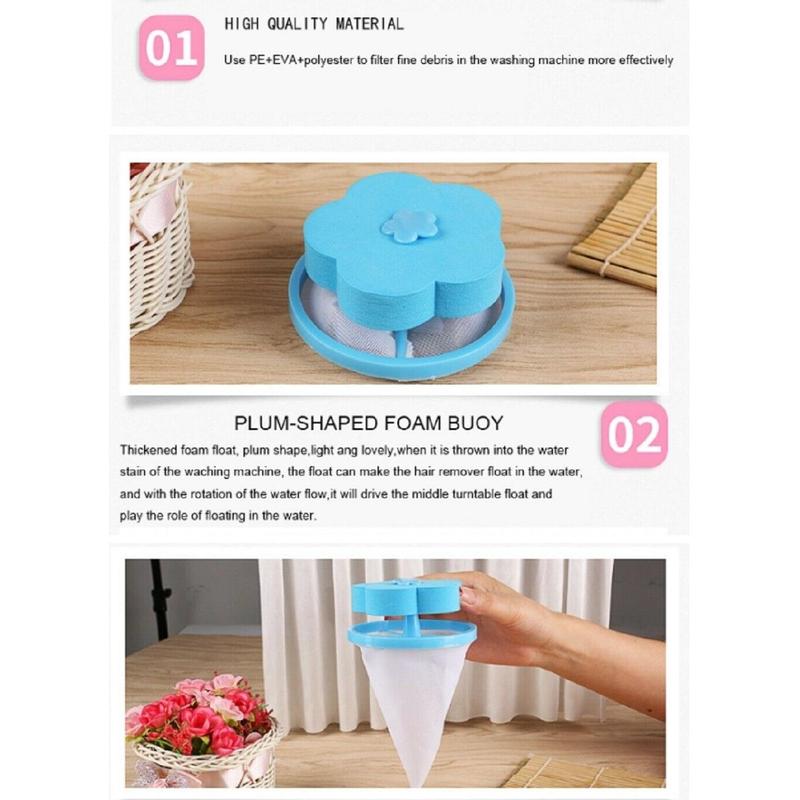 01
HIGH QUALITY MATERIAL
Use PE+EVA+polyester to filter fine debris in the washing machine more effectively
PLUM-SHAPED FOAM BUOY
02
Thickened foam float, plum shape,light ang lovely,when it is thrown into the water
stain of the waching machine, the float can make the hair remover float in the water,
and with the rotation of the water flow,it will drive the middle turntable float and
play the role of floating in the water.